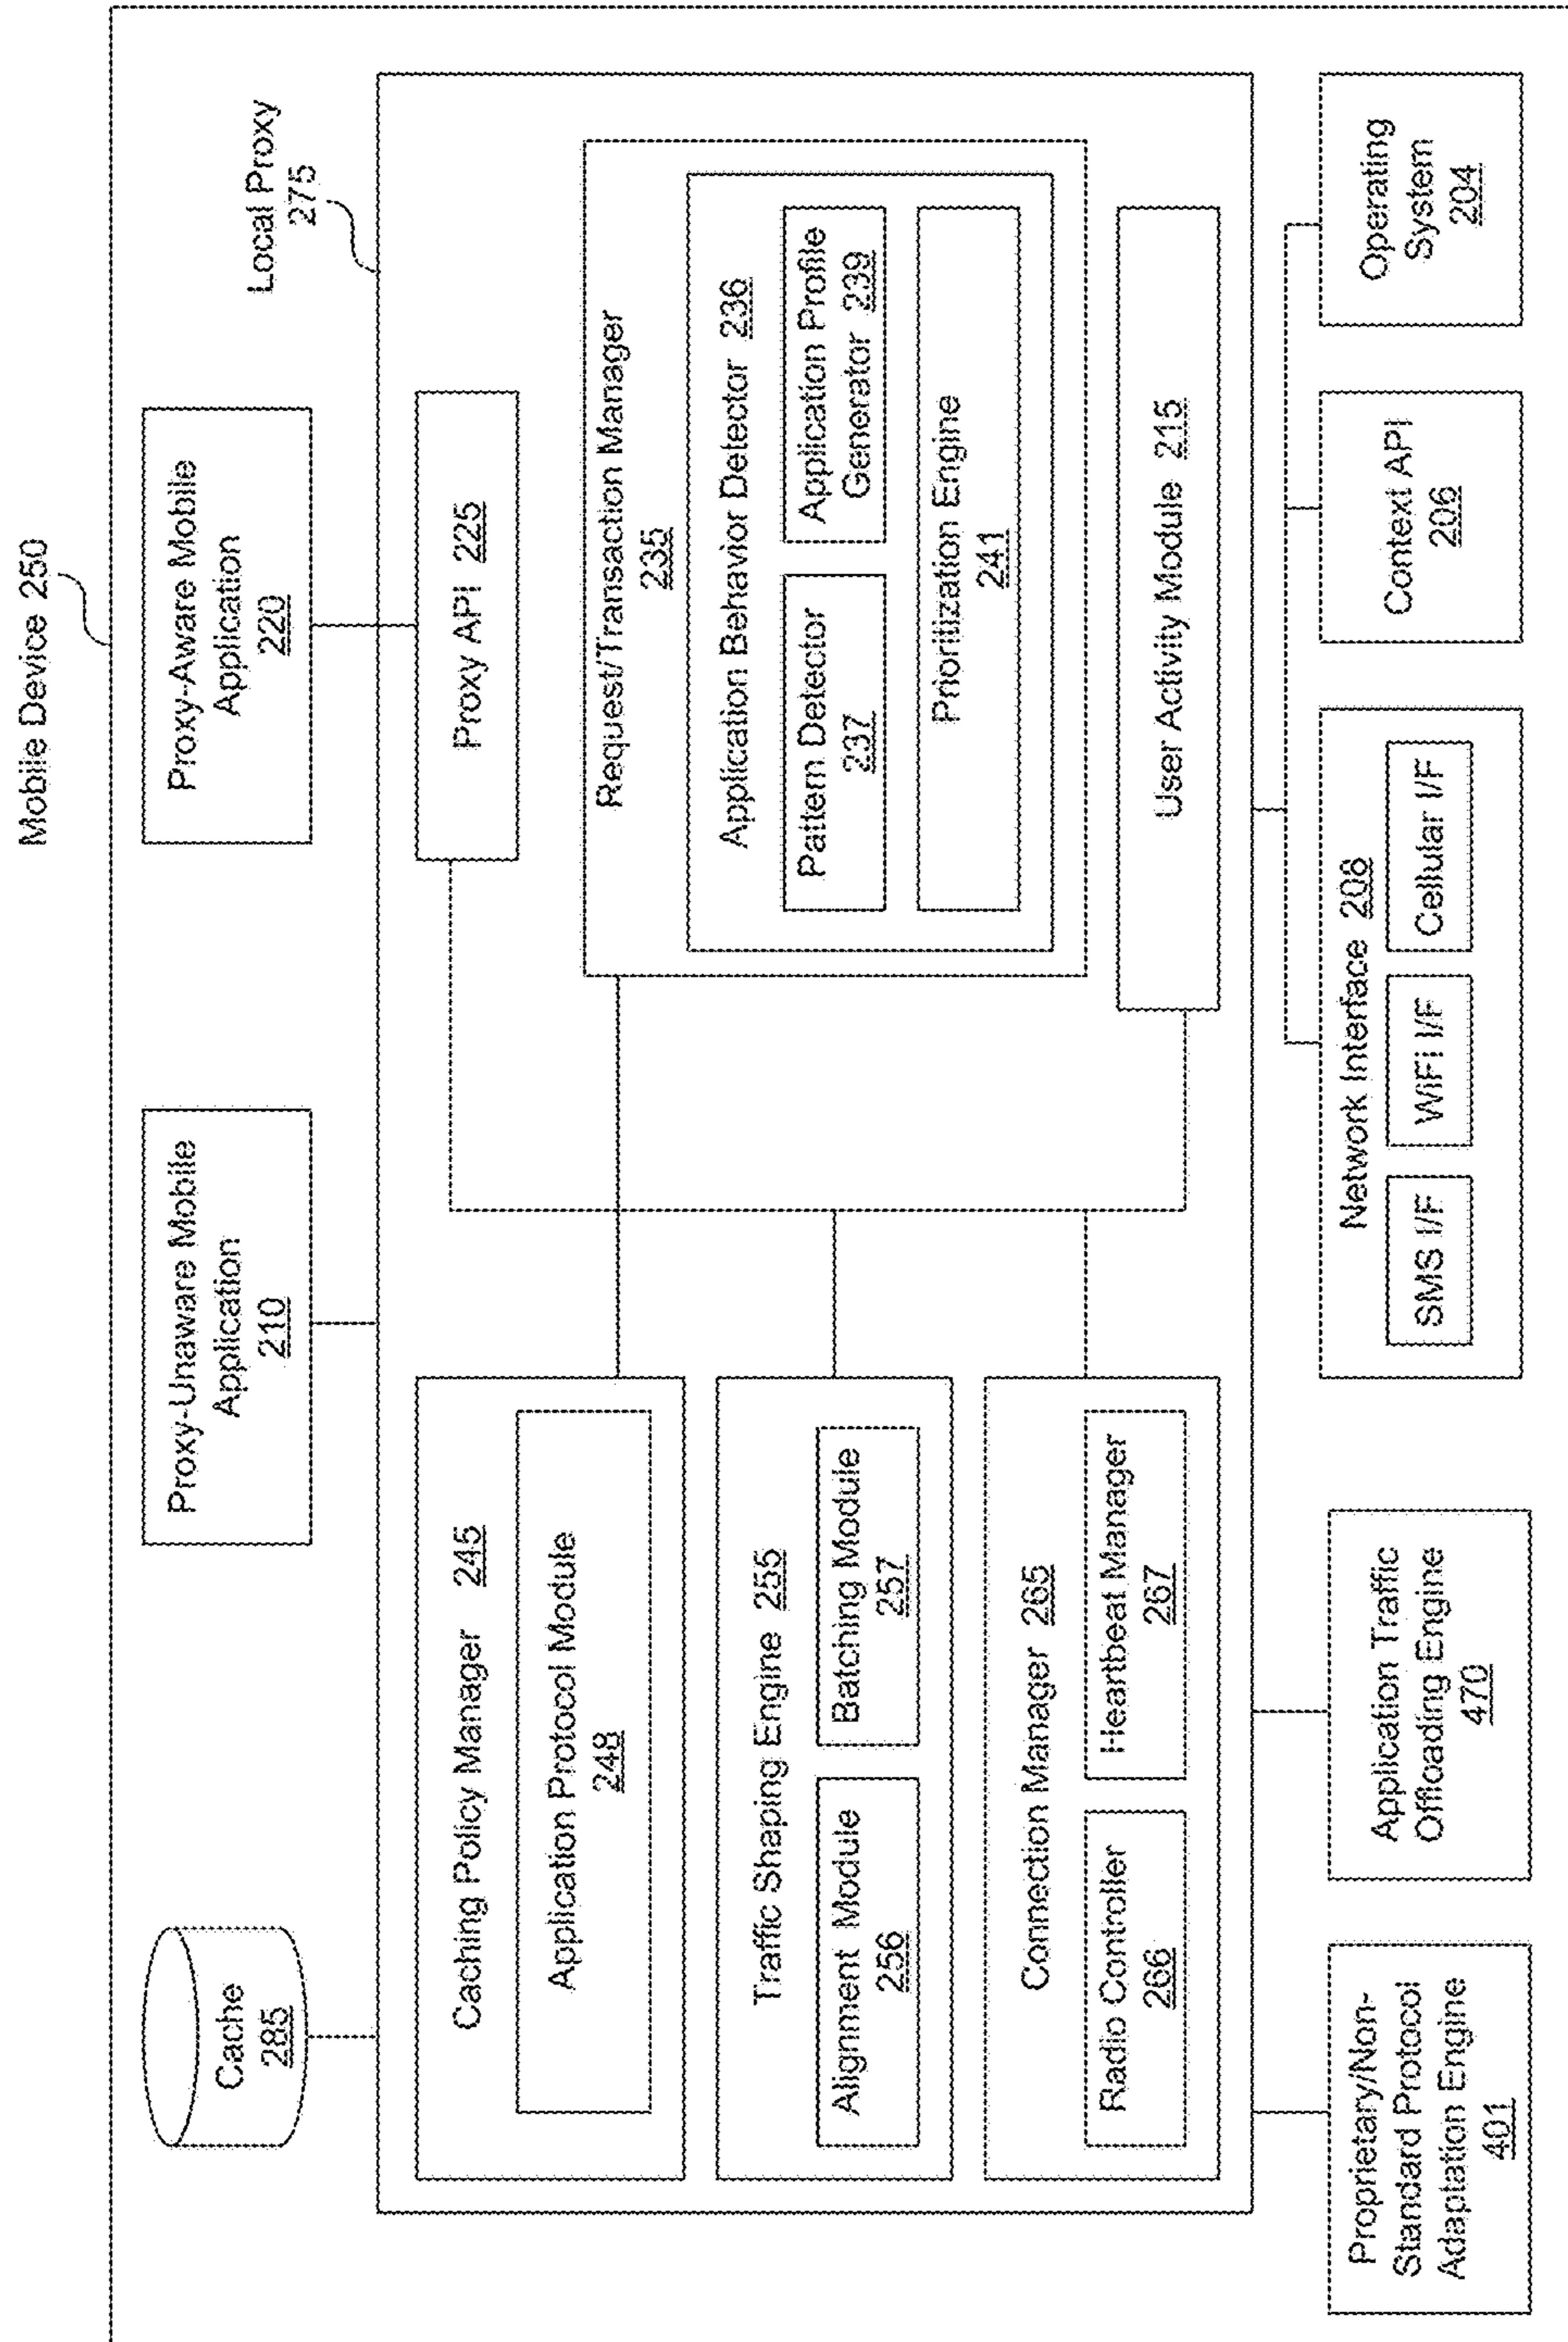 Mobile Device 250
Cache
285
Proxy-Unaware Mobile
Application
210
Proxy-Aware Mobile
Application
220
Local Proxy
275
Caching Policy Manager 245
Application Protocol Module
248
Traffic Shaping Engine 255
Alignment Module
256
Batching Module
257
Connection Manager 265
Radio Controller
266
Heartbeat Manager
267
Proxy API 225
Request/Transaction Manager
235
Application Behavior Detector 236
Pattern Detector
237
Application Profile
Generator 239
Prioritization Engine
241
User Activity Module 215
Proprietary/Non-
Standard Protocol
Adaptation Engine
401
Application Traffic
Offloading Engine
470
Network Interface 208
SMS I/F
WiFi I/F
Cellular I/F
Context API
206
Operating
System
204